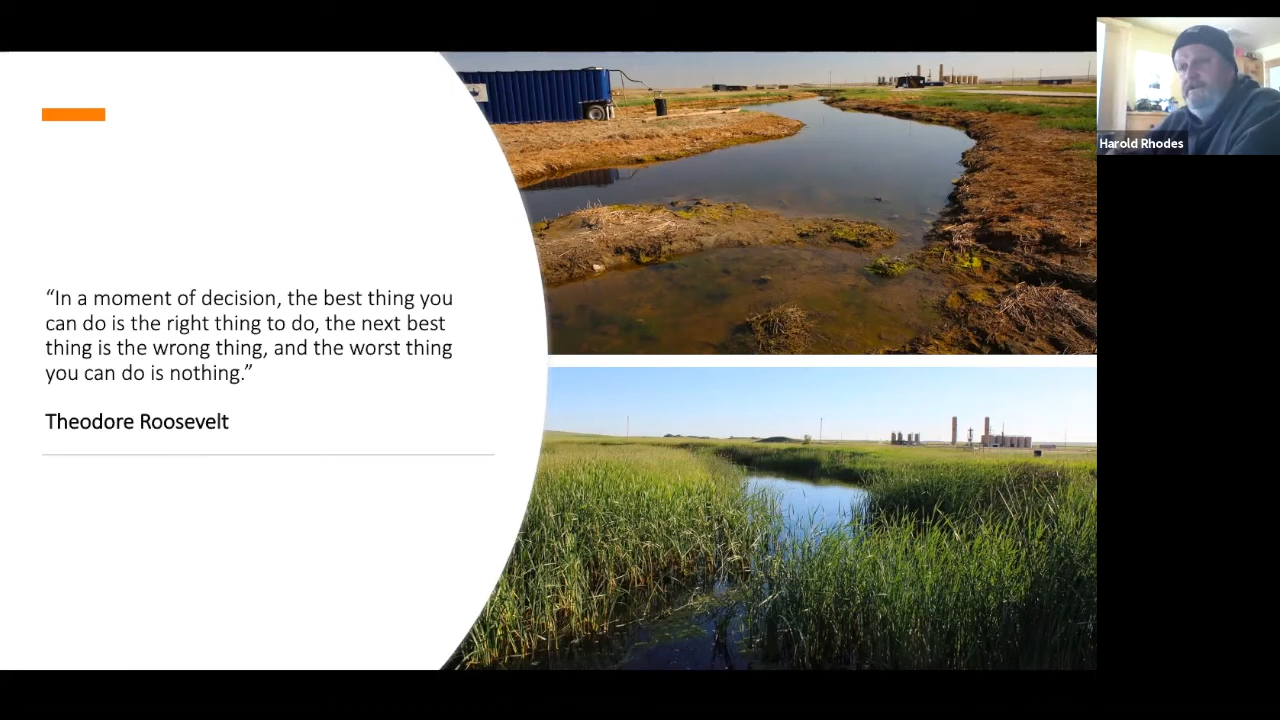 “In a moment of decision, the best thing you
can do is the right thing to do, the next best
thing is the wrong thing, and the worst thing
you can do is nothing.”
Theodore Roosevelt
Harold Rhodes